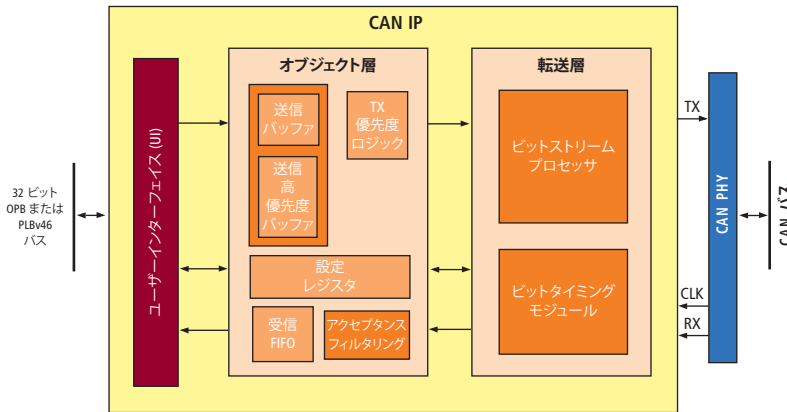 CAN IP
オブジェクト層
転送層
送信
バッファ
TX
優先度
ロジック
送信
高
優先度
バッファ
設定
レジスタ
受信
FIFO
アクセプタンス
フィルタリング
ビットストリーム
プロセッサ
ビットタイミング
モジュール
ユーザーインターフェイス (UI)
32 ビット
OPB または
PLBv46
バス
TX
CLK
RX
CAN PHY
CAN バス